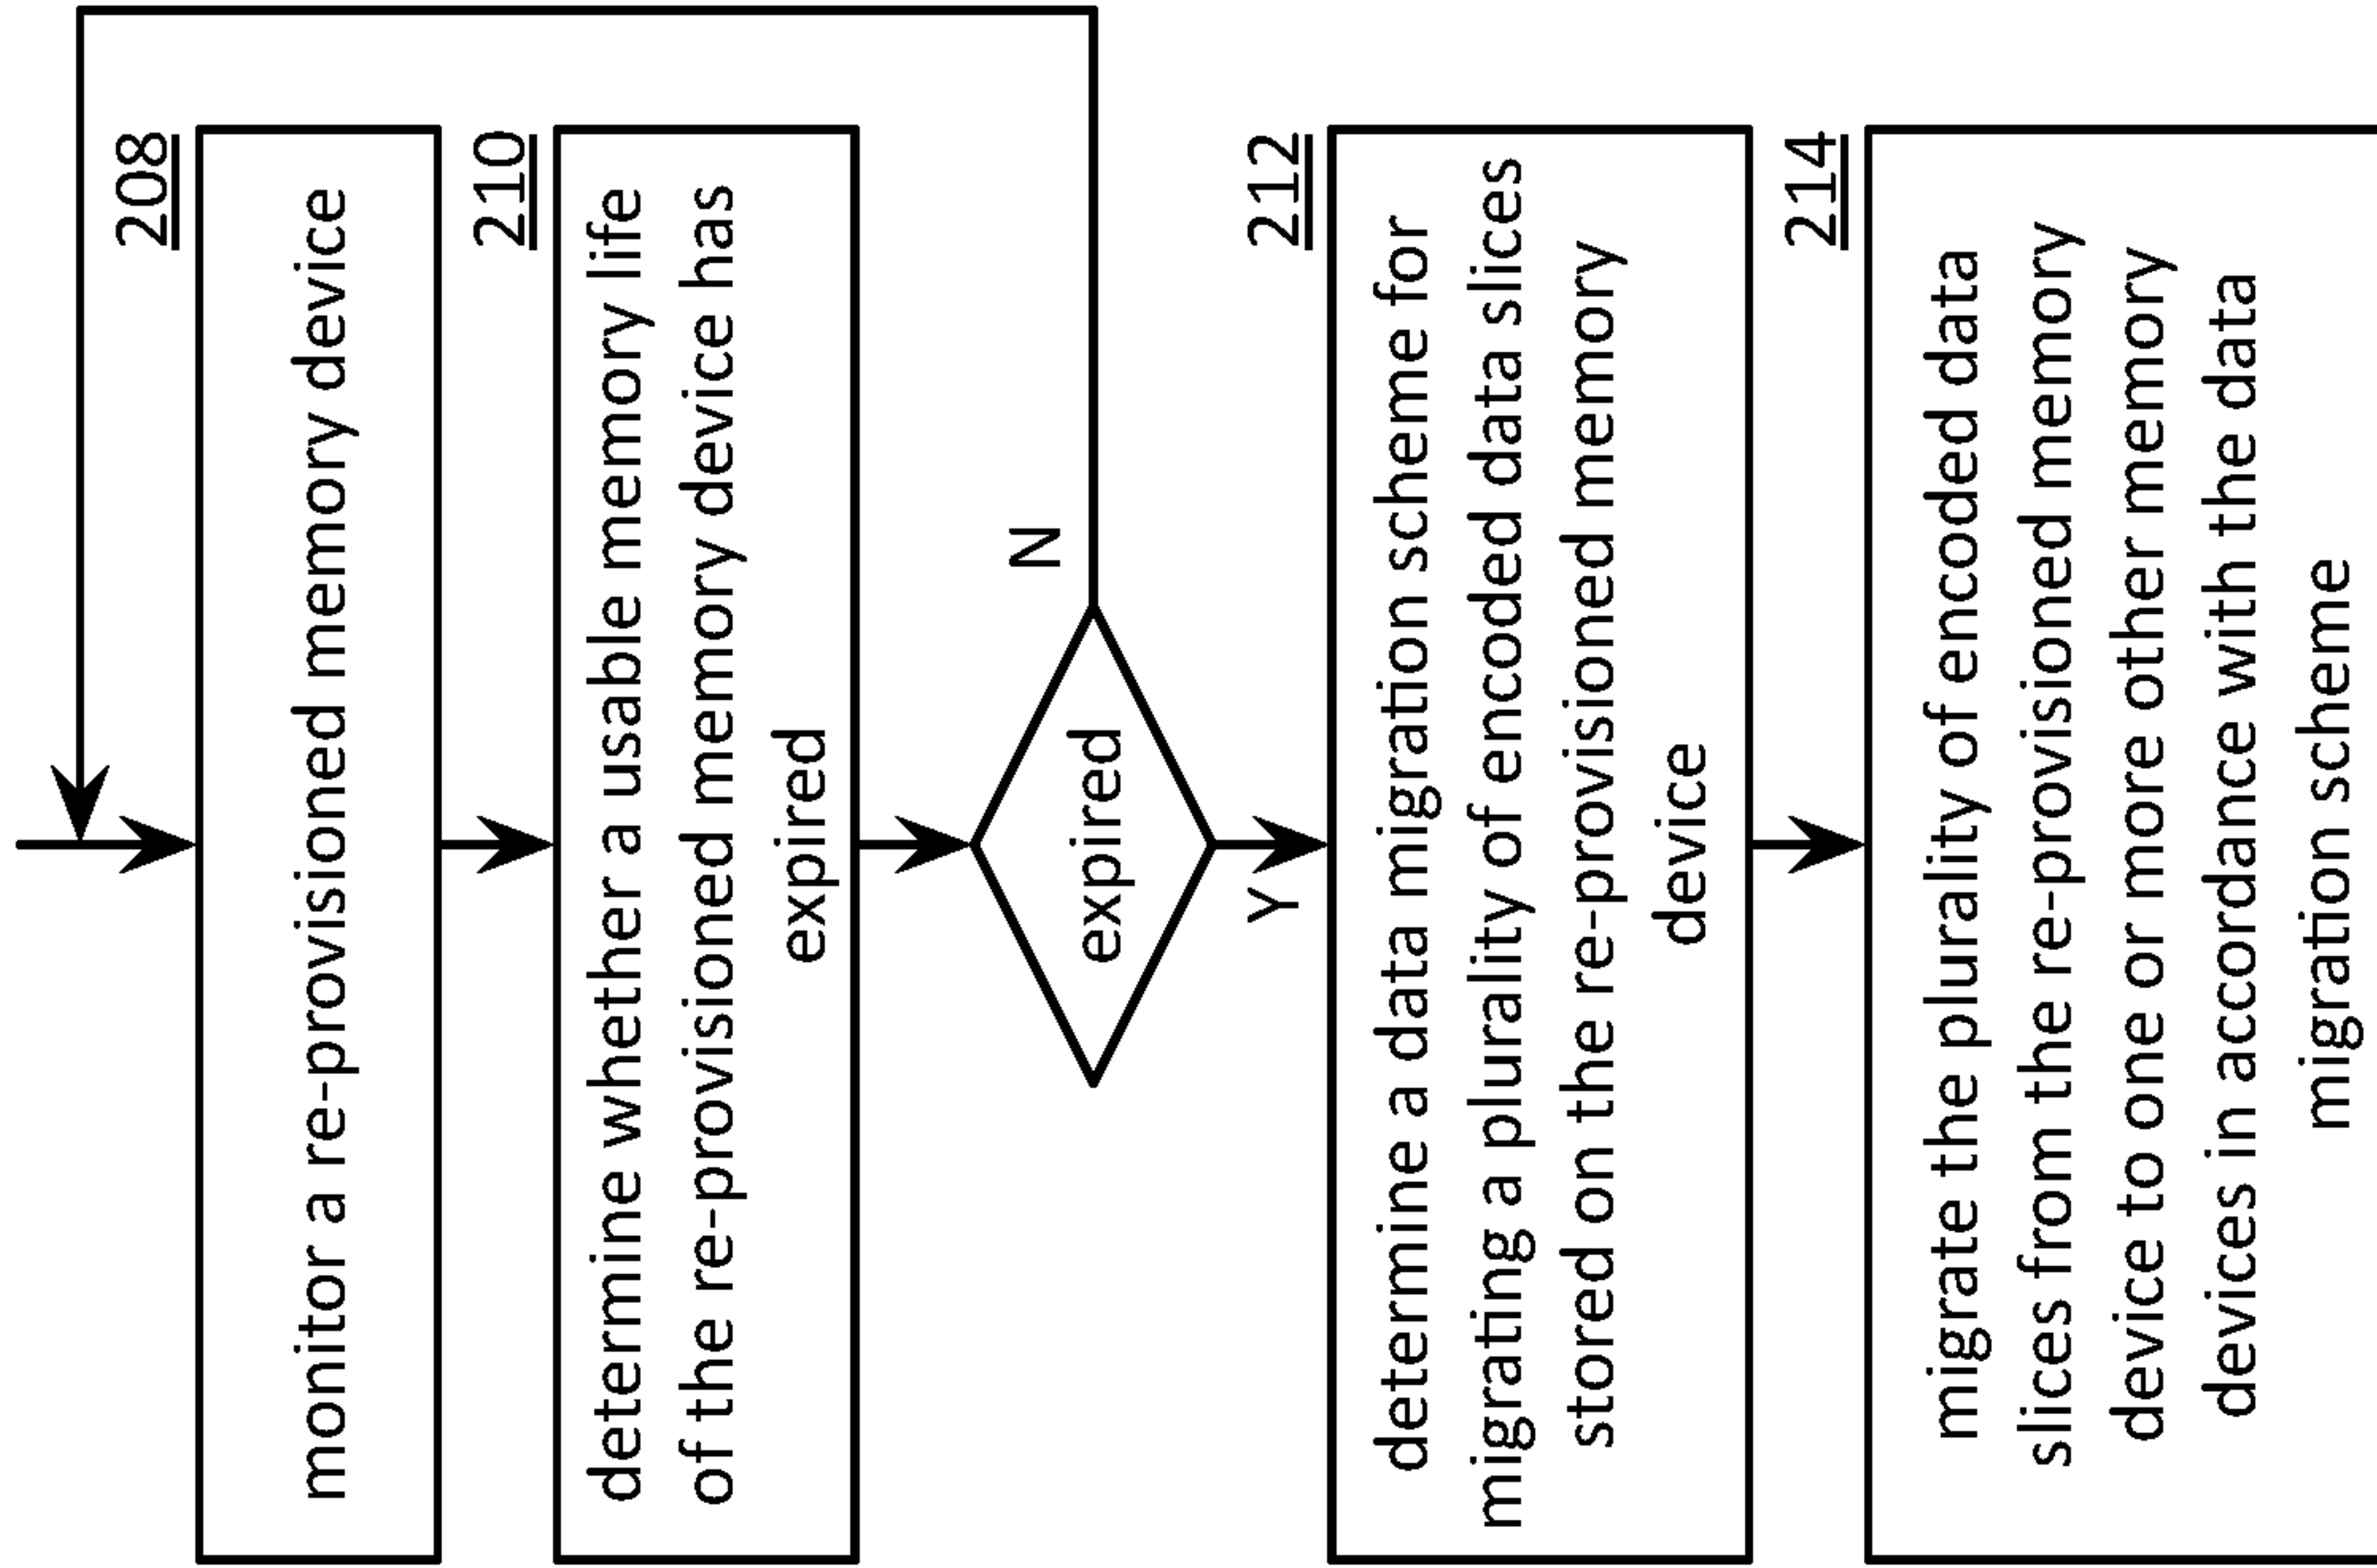 208
monitor a re-provisioned memory device
210
determine whether a usable memory life
of the re-provisioned memory device has
expired
expired
N
Y
212
determine a data migration scheme for
migrating a plurality of encoded data slices
stored on the re-provisioned memory
device
214
migrate the plurality of encoded data
slices from the re-provisioned memory
device to one or more other memory
devices in accordance with the data
migration scheme